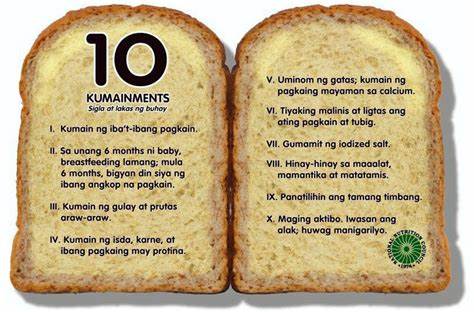 10
KUMAINMENTS
Sigla at lakas ng buhay
I. Kumain ng iba't-ibang pagkain.
II. Sa unang 6 months ni baby,
breastfeeding lamang; mula
6 months, bigyan din siya ng
ibang angkop na pagkain.
III. Kumain ng gulay at prutas
araw-araw.
IV. Kumain ng isda, karne, at
ibang pagkaing may protina.
V. Uminom ng gatas; kumain ng
pagkaing mayaman sa calcium.
VI. Tiyaking malinis at ligtas ang
ating pagkain at tubig.
VII. Gumamit ng iodized salt.
VIII. Hinay-hinay sa maaalat,
mamantika at matatamis.
IX. Panatilihin ang tamang timbang.
X. Maging aktibo. Iwasan ang
alak; huwag manigarilyo.
NATIONAL NUTRITION COUNCIL
1974